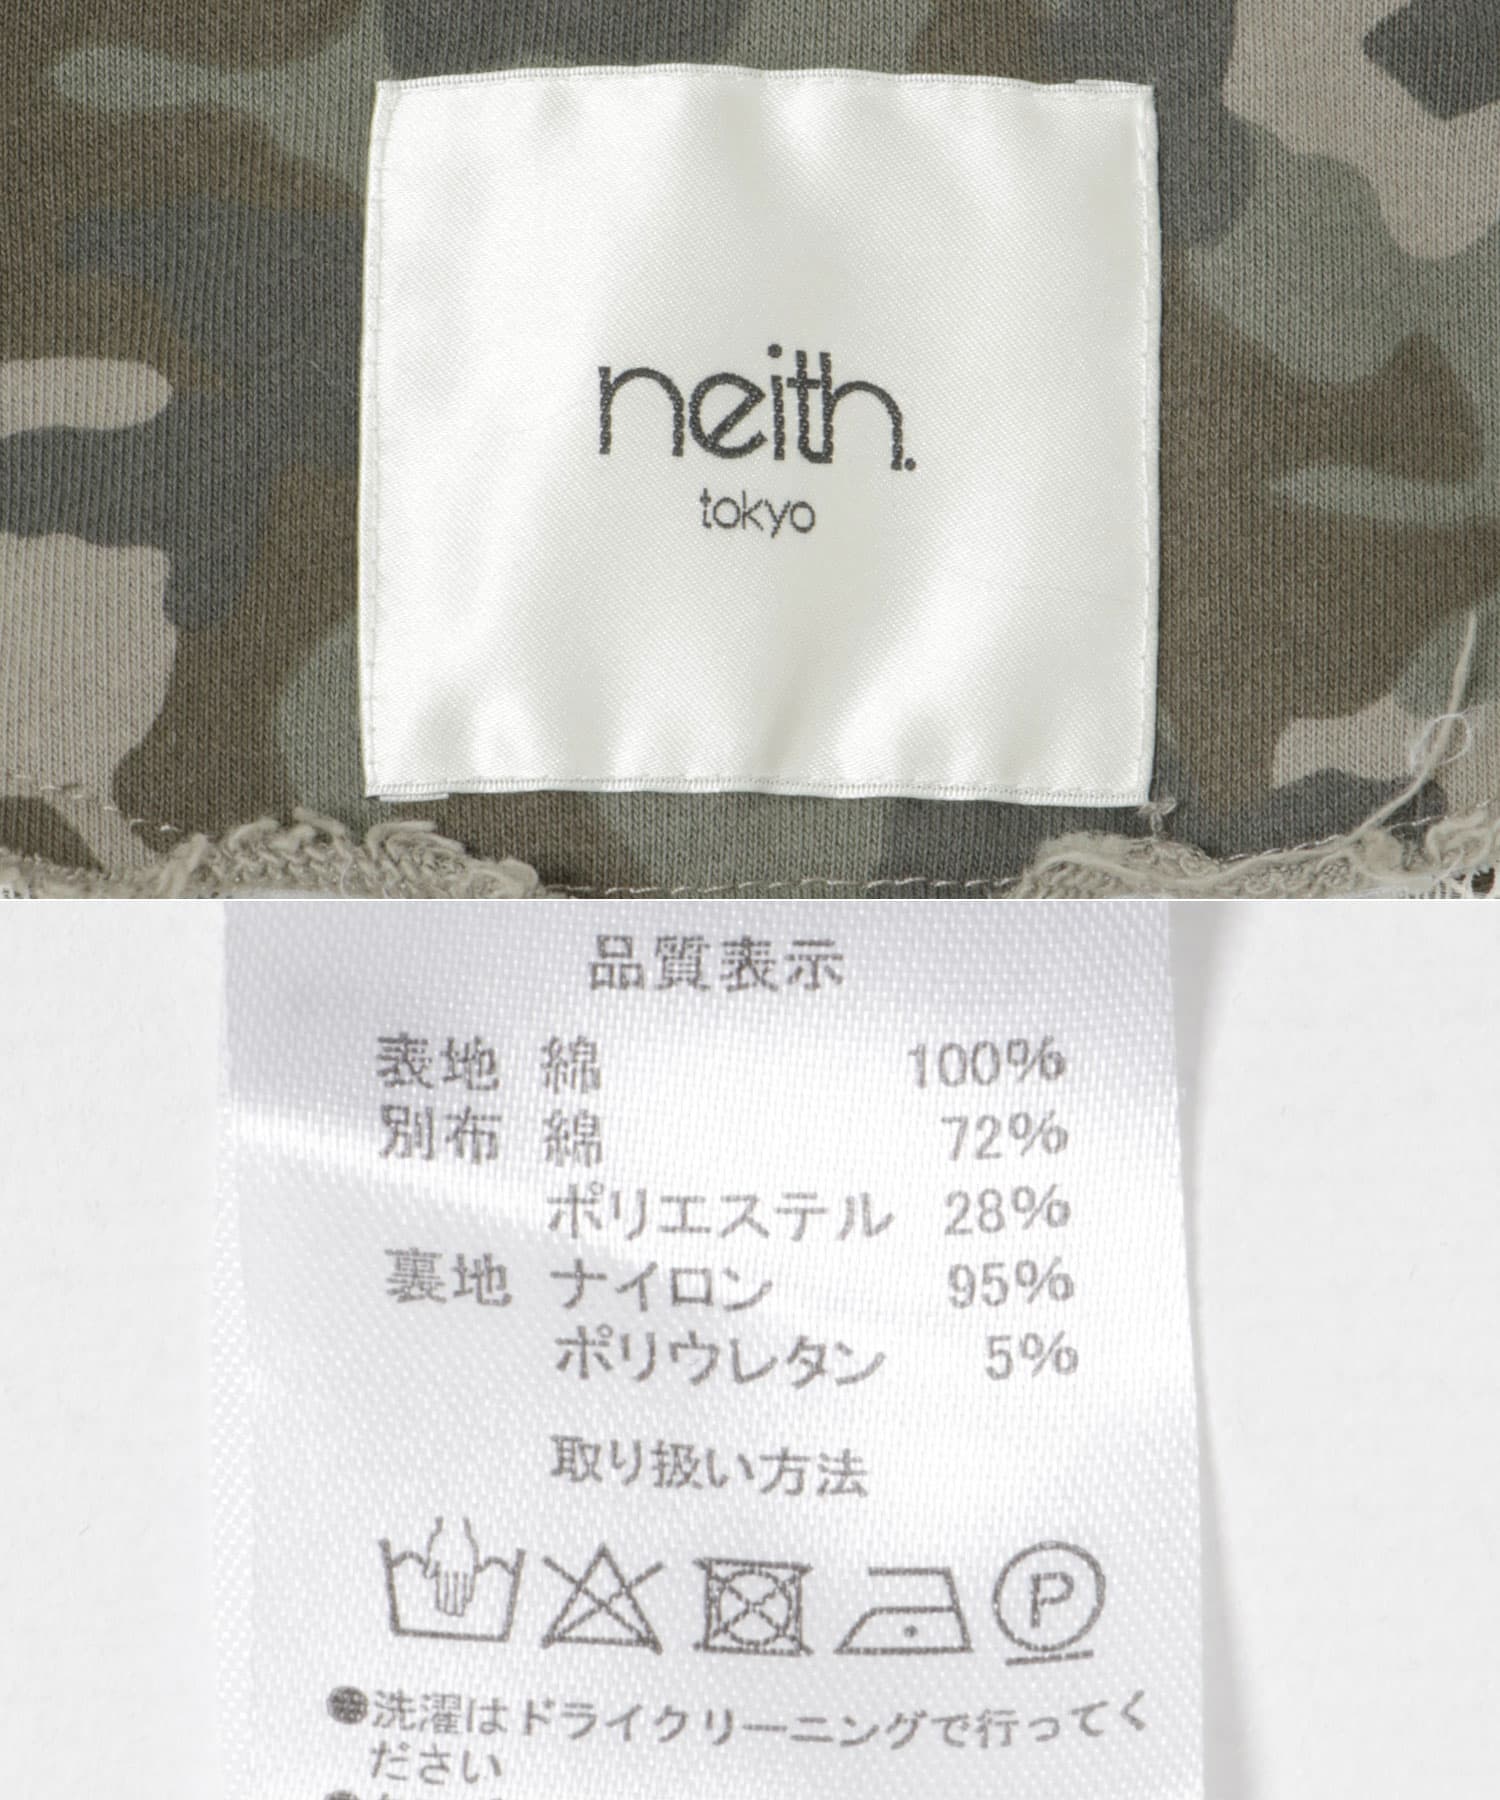 neith.
tokyo
品質表示
表地 綿 100%
別布 綿 72%
ポリエステル 28%
裏地 ナイロン 95%
ポリウレタン 5%
取り扱い方法
P
●洗濯はドライクリーニングで行ってく
ださい